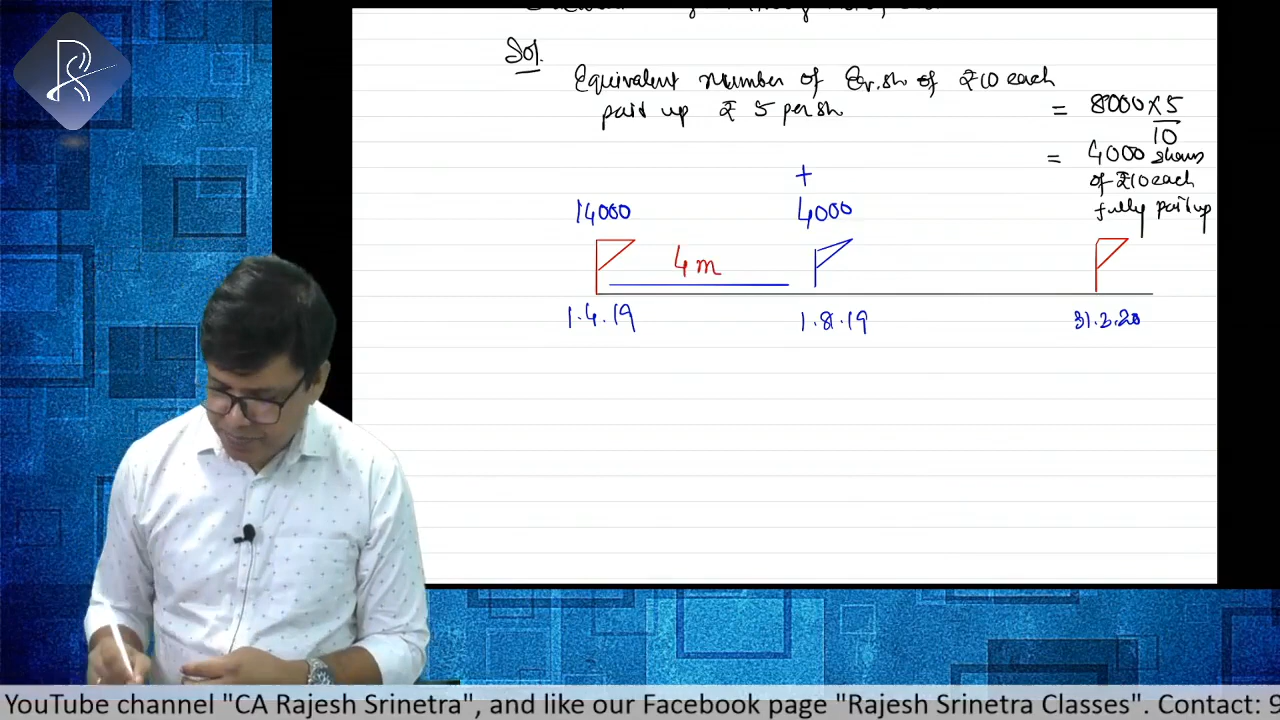 Sol.
Equivalent number of Eq.sh of ₹10 each
paid up ₹ 5 per sh
= 8000 × 5
10
= 4000 shares
of ₹10 each
fully paid up
+
14000 4000
4 m
1.4.19 1.8.19 31.3.20
YouTube channel "CA Rajesh Srinetra", and like our Facebook page "Rajesh Srinetra Classes". Contact: 9